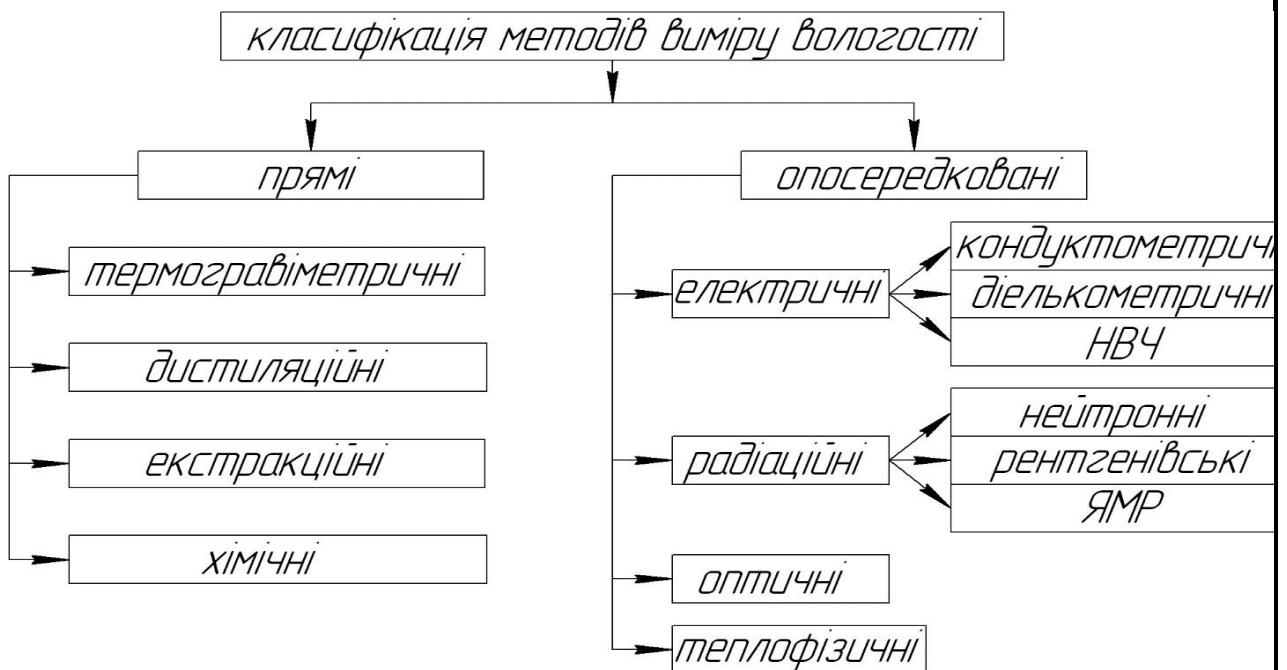 класифікація методів виміру вологості
прямі
термогравіметричні
дистиляційні
екстракційні
хімічні
опосередковані
електричні
кондуктометричн
діелькометричні
НВЧ
радіаційні
нейтронні
рентгенівські
ЯМР
оптичні
теплофізичні